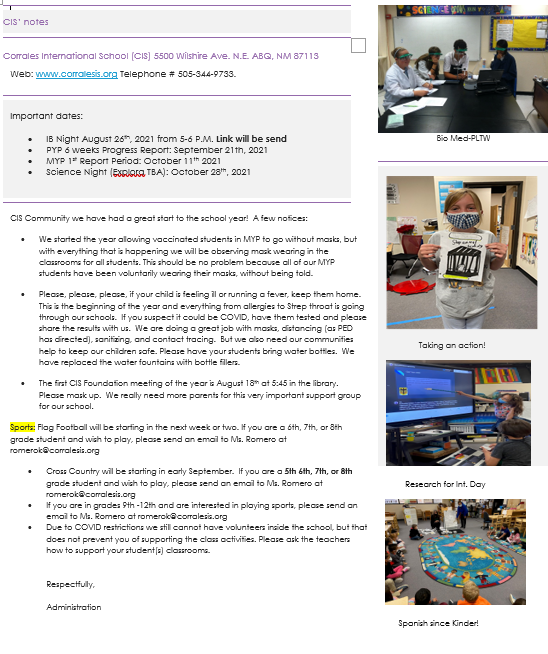 CIS' notes
Corrales International School (CIS) 5500 Wilshire Ave. N.E. ABQ, NM 87113
Web: www.corralesis.org Telephone # 505-344-9733.
Important dates:
• IB Night August 26th, 2021 from 5-6 P.M. Link will be send
• PYP 6 weeks Progress Report: September 21th, 2021
• MYP 1st Report Period: October 11th 2021
• Science Night (Explora TBA): October 28th, 2021
CIS Community we have had a great start to the school year! A few notices:
• We started the year allowing vaccinated students in MYP to go without masks, but
with everything that is happening we will be observing mask wearing in the
classrooms for all students. This should be no problem because all of our MYP
students have been voluntarily wearing their masks, without being told.
• Please, please, please, if your child is feeling ill or running a fever, keep them home.
This is the beginning of the year and everything from allergies to Strep throat is going
through our schools. If you suspect it could be COVID, have them tested and please
share the results with us. We are doing a great job with masks, distancing (as PED
has directed), sanitizing, and contact tracing. But we also need our communities
help to keep our children safe. Please have your students bring water bottles. We
have replaced the water fountains with bottle fillers.
• The first CIS Foundation meeting of the year is August 18th at 5:45 in the library.
Please mask up. We really need more parents for this very important support group
for our school.
Sports: Flag Football will be starting in the next week or two. If you are a 6th, 7th, or 8th
grade student and wish to play, please send an email to Ms. Romero at
romerok@corralis.org
• Cross Country will be starting in early September. If you are a 5th 6th, 7th, or 8th
grade student and wish to play, please send an email to Ms. Romero at
romerok@corralis.org
• If you are in grades 9th -12th and are interested in playing sports, please send an
email to Ms. Romero at romerok@corralis.org
• Due to COVID restrictions we still cannot have volunteers inside the school, but that
does not prevent you of supporting the class activities. Please ask the teachers
how to support your student(s) classrooms.
Respectfully,
Administration
Bio Med-PLTW
Taking an action!
Research for Int. Day
Spanish since Kinder!